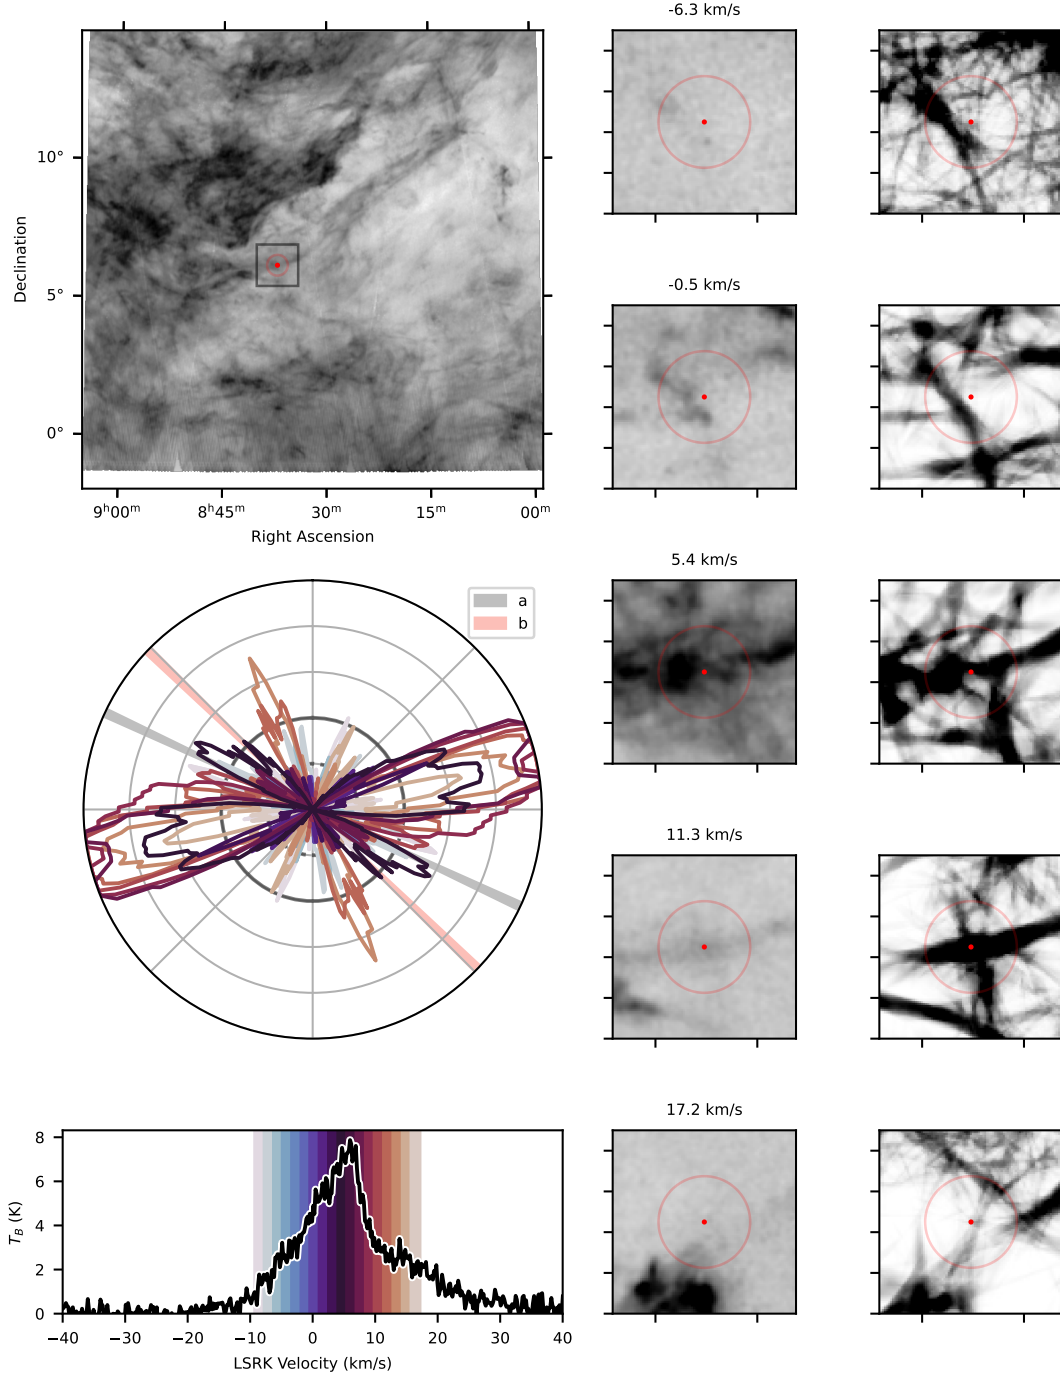 -6.3 km/s
10°
5°
0°
Declination
9ʰ00ᵐ 8ʰ45ᵐ 30ᵐ 15ᵐ 00ᵐ
Right Ascension
-0.5 km/s
5.4 km/s
a
b
11.3 km/s
17.2 km/s
8
6
4
2
0
T_B (K)
−40 −30 −20 −10 0 10 20 30 40
LSRK Velocity (km/s)